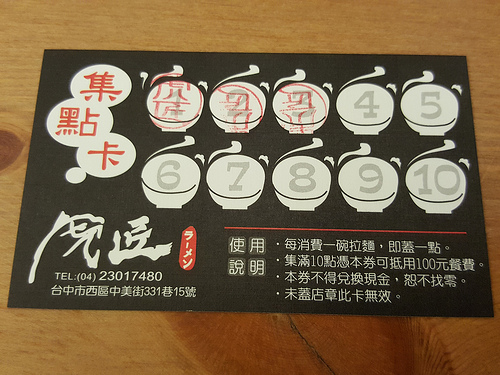 集點卡
4 5
6 7 8 9 10
虎匠
ラーメン
TEL:(04) 23017480
台中市西區中美街331巷15號
使用說明
・每消費一碗拉麵，即蓋一點。
・集滿10點憑本券可抵用100元餐費。
・本券不得兌換現金，恕不找零。
・未蓋店章此卡無效。